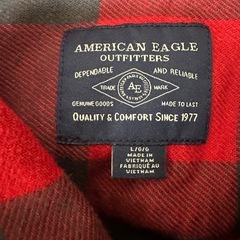 AMERICAN EAGLE
OUTFITTERS
DEPENDABLE AND RELIABLE
TRADE AE MARK
GENUINE GOODS MADE TO LAST
QUALITY & COMFORT SINCE 1977
L/G/G
MADE IN
VIETNAM
FABRIQUÉ AU
VIETNAM